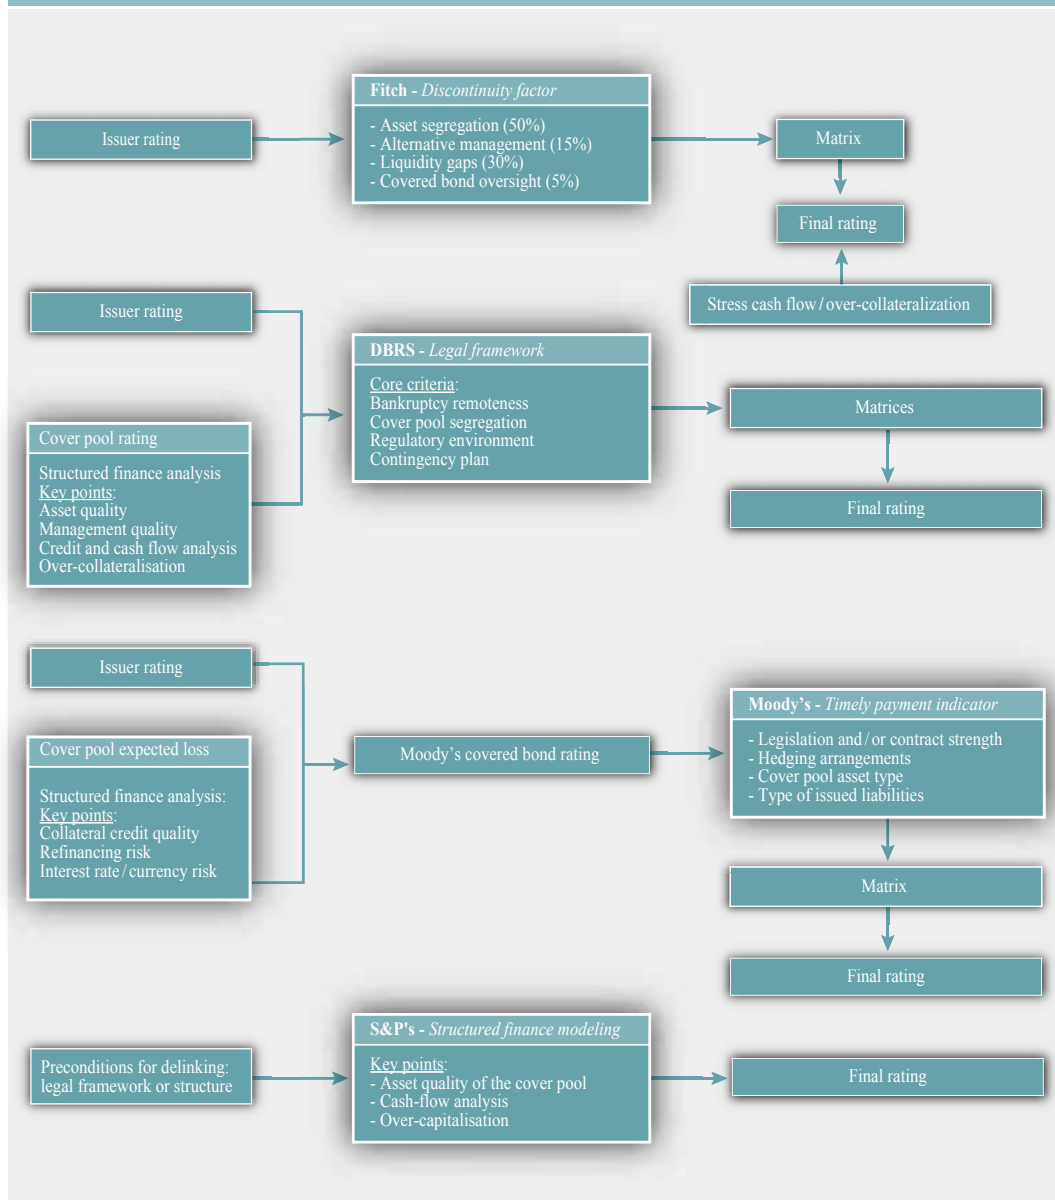 Issuer rating
Fitch - Discontinuity factor
- Asset segregation (50%)
- Alternative management (15%)
- Liquidity gaps (30%)
- Covered bond oversight (5%)
Matrix
Final rating
Stress cash flow / over-collateralization
Issuer rating
Cover pool rating
Structured finance analysis
Key points:
Asset quality
Management quality
Credit and cash flow analysis
Over-collateralisation
DBRS - Legal framework
Core criteria:
Bankruptcy remoteness
Cover pool segregation
Regulatory environment
Contingency plan
Matrices
Final rating
Issuer rating
Cover pool expected loss
Structured finance analysis:
Key points:
Collateral credit quality
Refinancing risk
Interest rate / currency risk
Moody’s covered bond rating
Moody’s - Timely payment indicator
- Legislation and / or contract strength
- Hedging arrangements
- Cover pool asset type
- Type of issued liabilities
Matrix
Final rating
Preconditions for delinking:
legal framework or structure
S&P's - Structured finance modeling
Key points:
- Asset quality of the cover pool
- Cash-flow analysis
- Over-capitalisation
Final rating